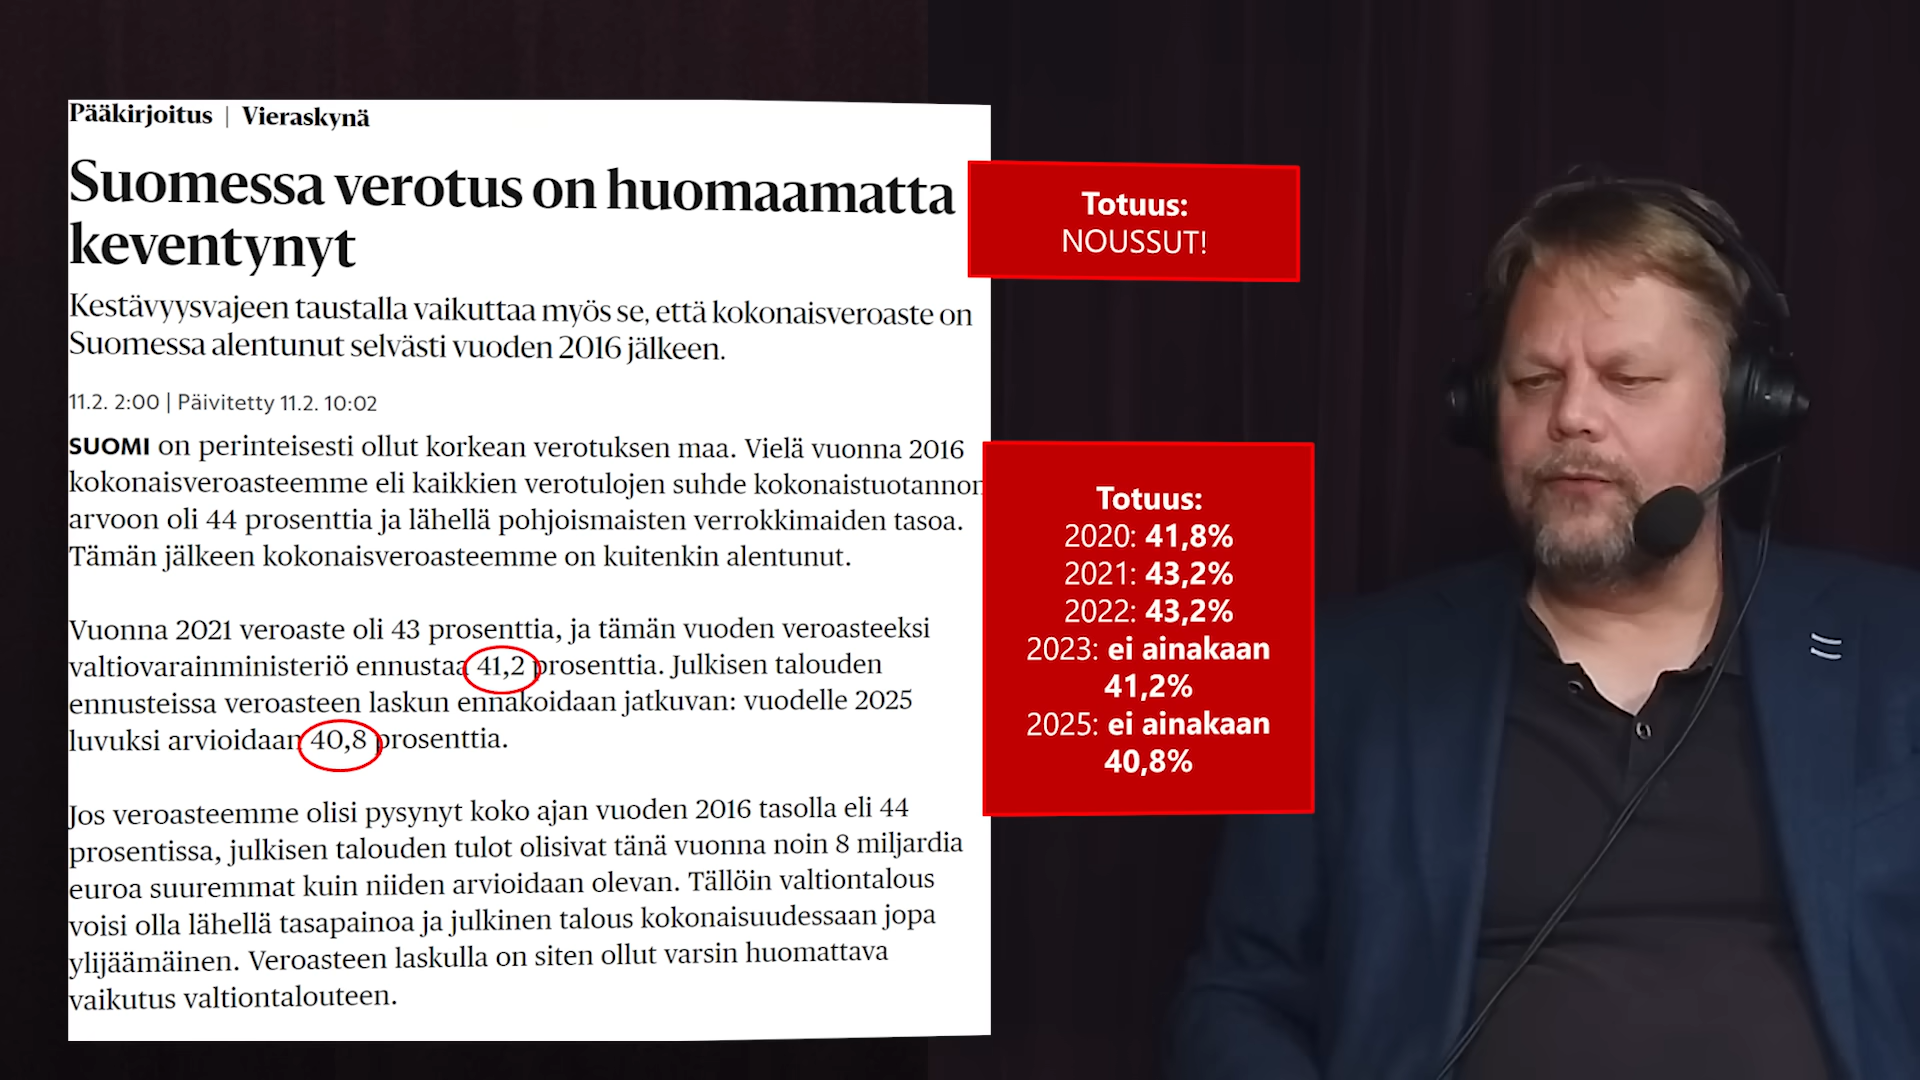 Pääkirjoitus | Vieraskynä
Suomessa verotus on huomaamatta
keventynyt
Kestävyysvajeen taustalla vaikuttaa myös se, että kokonaisveroaste on
Suomessa alentunut selvästi vuoden 2016 jälkeen.
11.2. 2:00 | Päivitetty 11.2. 10:02
SUOMI on perinteisesti ollut korkean verotuksen maa. Vielä vuonna 2016
kokonaisveroasteemme eli kaikkien verotulojen suhde kokonaistuotannon
arvoon oli 44 prosenttia ja lähellä pohjoismaisten verrokkimaiden tasoa.
Tämän jälkeen kokonaisveroasteemme on kuitenkin alentunut.
Vuonna 2021 veroaste oli 43 prosenttia, ja tämän vuoden veroasteeksi
valtiovarainministeriö ennustaa 41,2 prosenttia. Julkisen talouden
ennusteissa veroasteen laskun ennakoidaan jatkuvan: vuodelle 2025
luvuksi arvioidaan 40,8 prosenttia.
Jos veroasteemme olisi pysynyt koko ajan vuoden 2016 tasolla eli 44
prosentissa, julkisen talouden tulot olisivat tänä vuonna noin 8 miljardia
euroa suuremmat kuin niiden arvioidaan olevan. Tällöin valtiontalous
voisi olla lähellä tasapainoa ja julkinen talous kokonaisuudessaan jopa
ylijäämäinen. Veroasteen laskulla on siten ollut varsin huomattava
vaikutus valtiontalouteen.
Totuus:
NOUSSUT!
Totuus:
2020: 41,8%
2021: 43,2%
2022: 43,2%
2023: ei ainakaan
41,2%
2025: ei ainakaan
40,8%